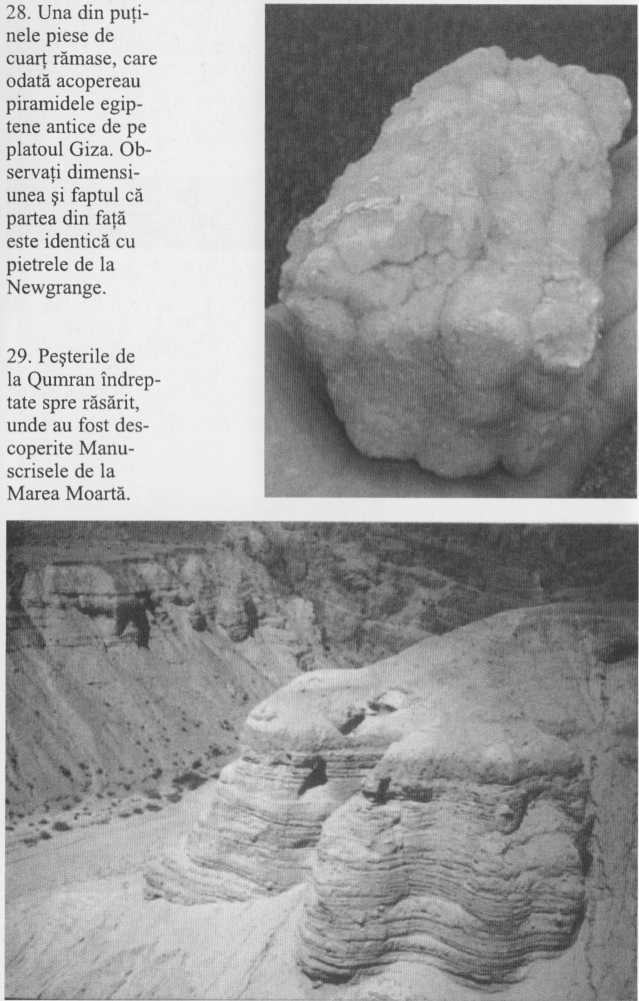 28. Una din puți-
nele piese de
cuarț rămase, care
odată acopereau
piramidele egip-
tene antice de pe
platoul Giza. Ob-
servați dimensi-
unea și faptul că
partea din față
este identică cu
pietrele de la
Newgrange.
29. Peșterile de
la Qumran îndrep-
tate spre răsărit,
unde au fost des-
coperite Manu-
scrisele de la
Marea Moartă.